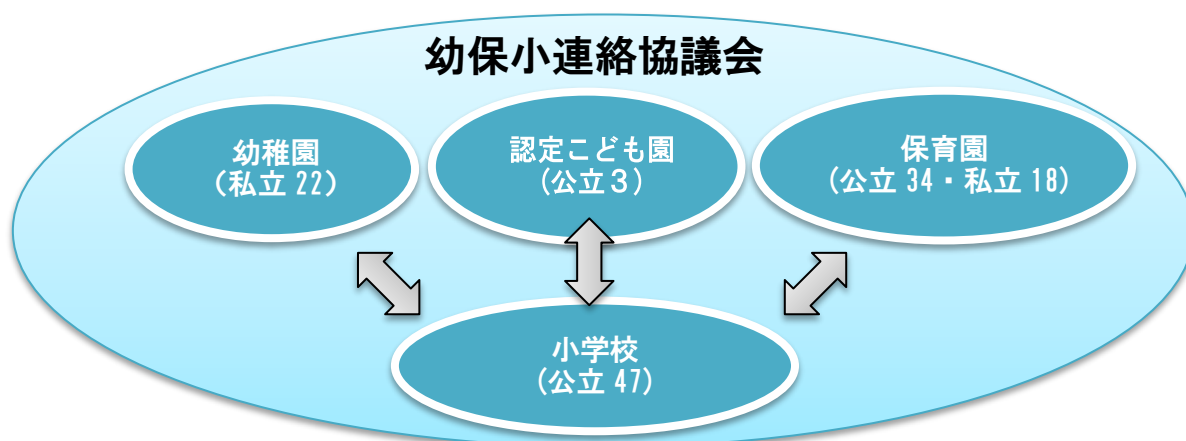 幼保小連絡協議会
幼稚園
（私立 22）
認定こども園
（公立３）
保育園
（公立 34・私立 18）
小学校
（公立 47）